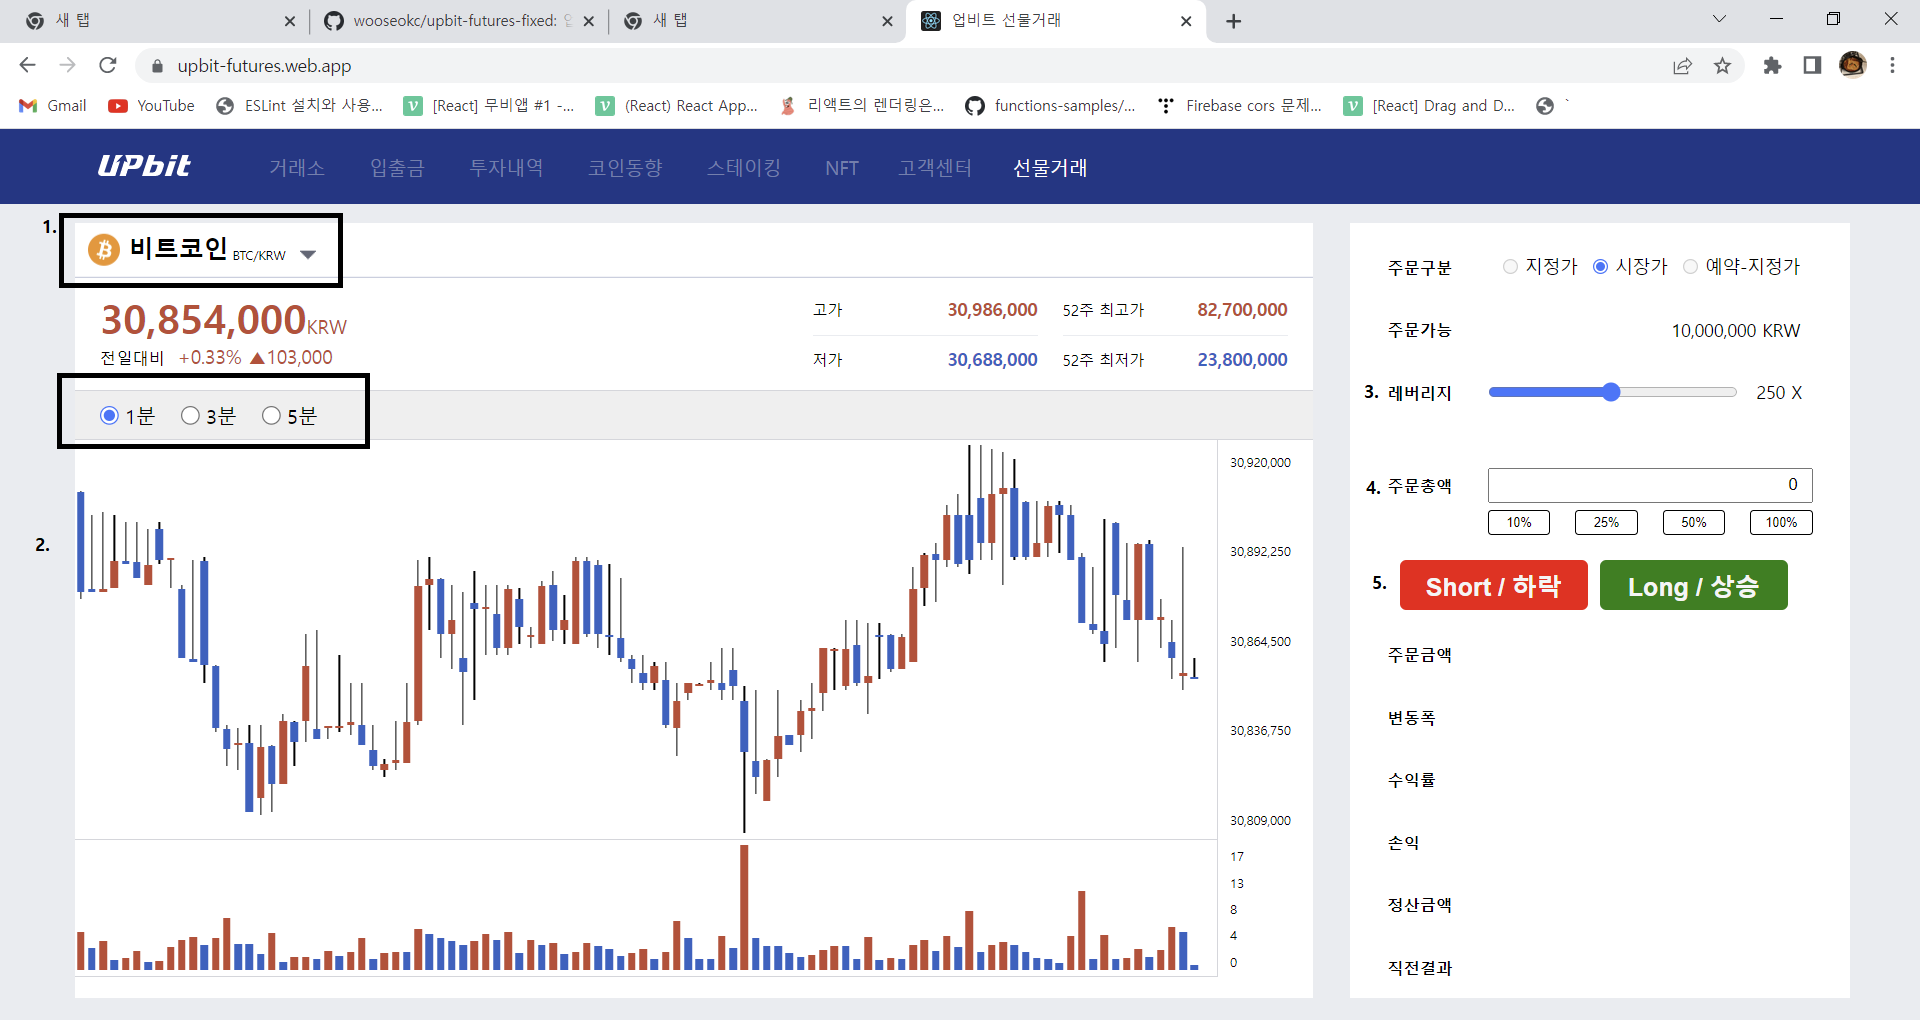 새 탭
wooseokc/upbit-futures-fixed:
새 탭
업비트 선물거래
upbit-futures.web.app
Gmail
YouTube
ESLint 설치와 사용...
[React] 무비앱 #1 -...
(React) React App...
리액트의 렌더링은...
functions-samples/...
Firebase cors 문제...
[React] Drag and D...
`
UPbit 거래소 입출금 투자내역 코인동향 스테이킹 NFT 고객센터 선물거래
1.
비트코인 BTC/KRW
30,854,000KRW
전일대비 +0.33% ▲103,000
고가 30,986,000 52주 최고가 82,700,000
저가 30,688,000 52주 최저가 23,800,000
1분 3분 5분
2.
30,920,000
30,892,250
30,864,500
30,836,750
30,809,000
17
13
8
4
0
주문구분 지정가 시장가 예약-지정가
주문가능 10,000,000 KRW
3. 레버리지 250 X
4. 주문총액 0
10% 25% 50% 100%
5. Short / 하락 Long / 상승
주문금액
변동폭
수익률
손익
정산금액
직전결과